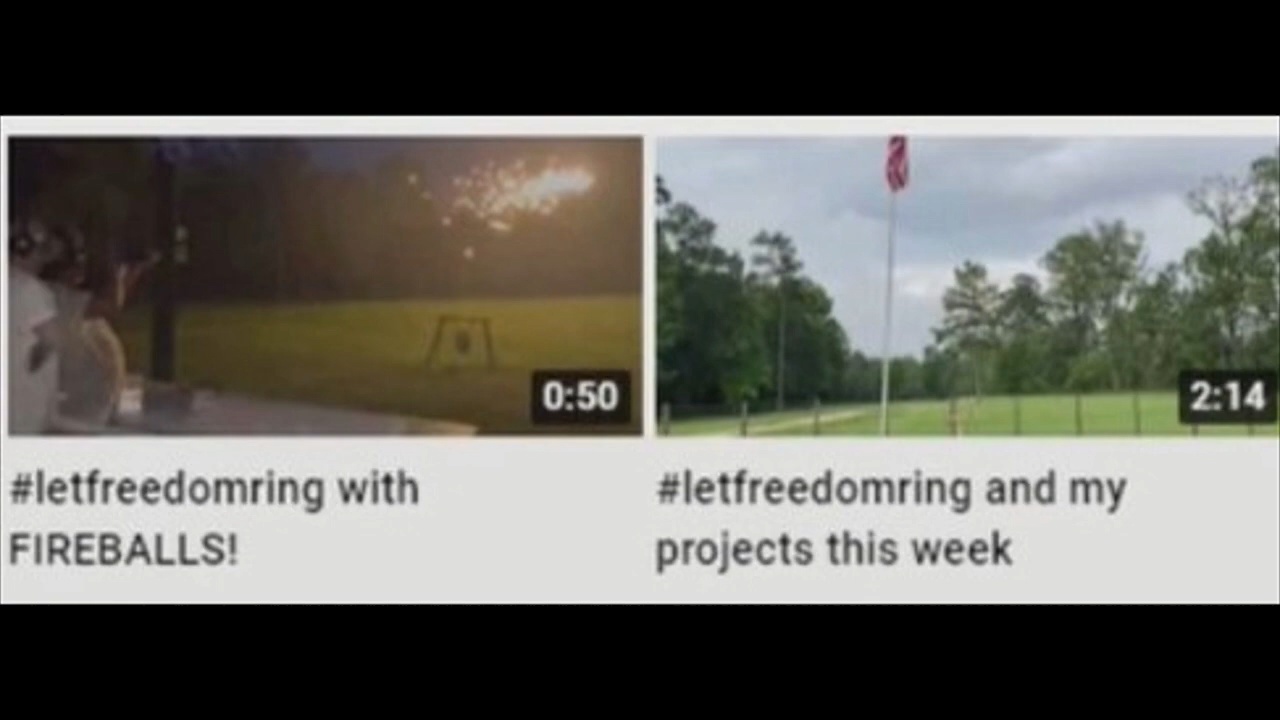 0:50
2:14
#letfreedomring with
FIREBALLS!
#letfreedomring and my
projects this week